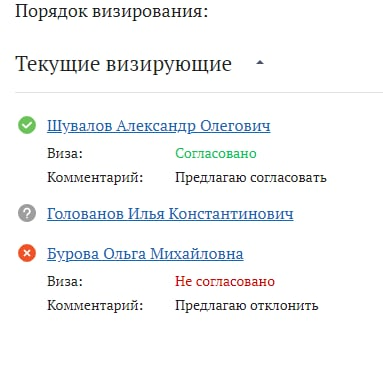 Порядок визирования:
Текущие визирующие
Шувалов Александр Олегович
Виза: Согласовано
Комментарий: Предлагаю согласовать
? Голованов Илья Константинович
Бурова Ольга Михайловна
Виза: Не согласовано
Комментарий: Предлагаю отклонить